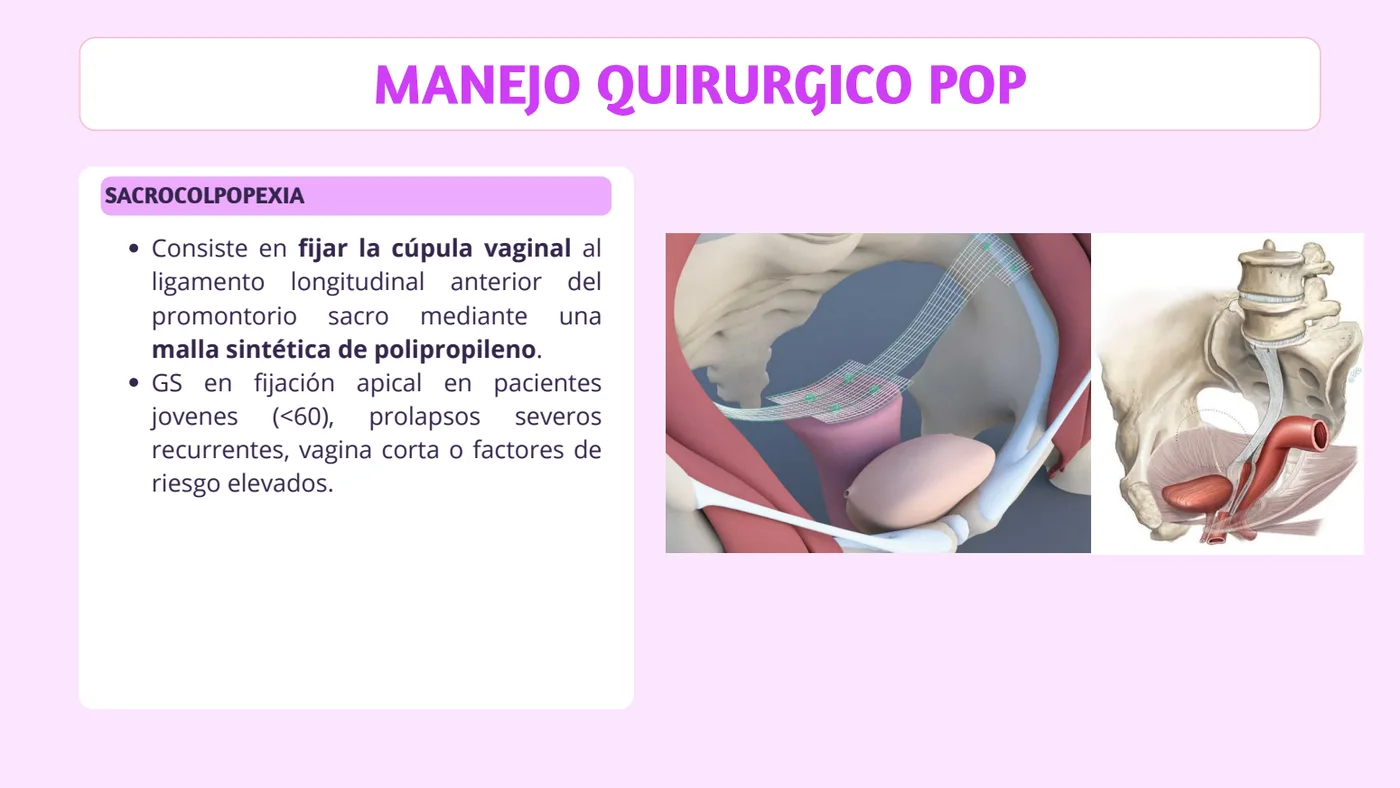 MANEJO QUIRURGICO POP
SACROCOLPOPEXIA
• Consiste en fijar la cúpula vaginal al
ligamento longitudinal anterior del
promontorio sacro mediante una
malla sintética de polipropileno.
• GS en fijación apical en pacientes
jovenes (<60), prolapsos severos
recurrentes, vagina corta o factores de
riesgo elevados.